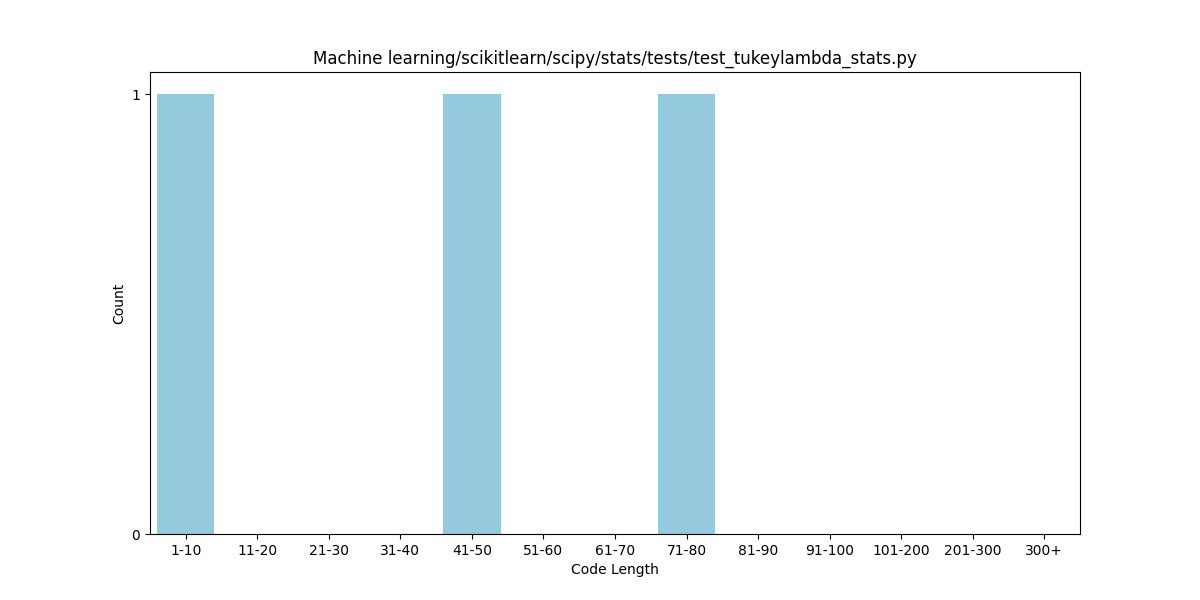 Machine learning/scikitlearn/scipy/stats/tests/test_tukeylambda_stats.py
1
Count
0
1-10 11-20 21-30 31-40 41-50 51-60 61-70 71-80 81-90 91-100 101-200 201-300 300+
Code Length